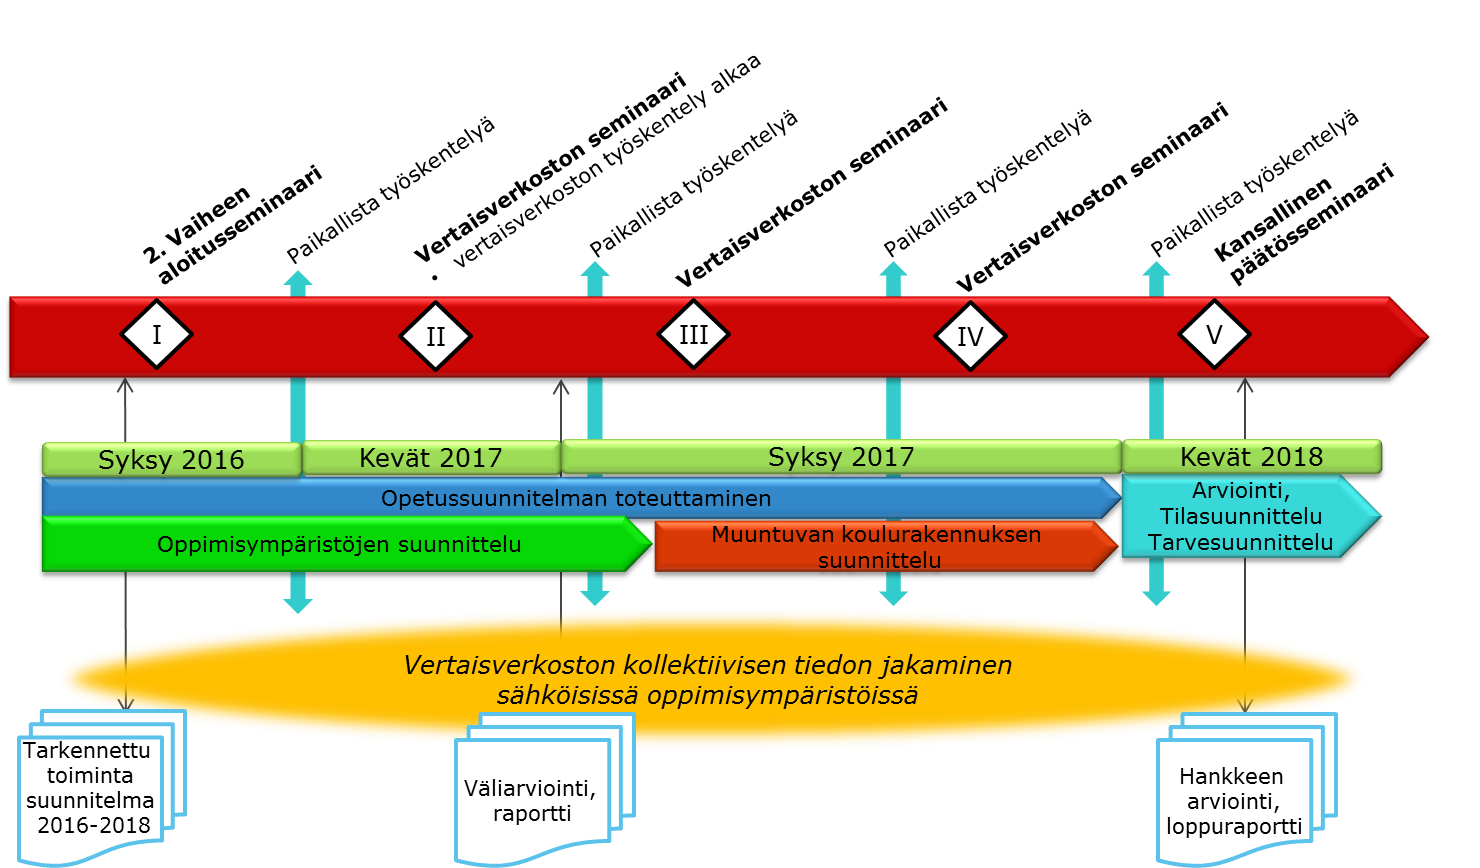 2. Vaiheen
aloitusseminaari
Paikallista työskentelyä
Vertaisverkoston seminaari
• vertaisverkoston työskentely alkaa
Paikallista työskentelyä
Vertaisverkoston seminaari
Paikallista työskentelyä
Vertaisverkoston seminaari
Paikallista työskentelyä
Kansallinen
päätösseminaari
I
II
III
IV
V
Syksy 2016
Kevät 2017
Syksy 2017
Kevät 2018
Opetussuunnitelman toteuttaminen
Arviointi,
Tilasuunnittelu
Tarvesuunnittelu
Oppimisympäristöjen suunnittelu
Muuntuvan koulurakennuksen
suunnittelu
Vertaisverkoston kollektiivisen tiedon jakaminen
sähköisissä oppimisympäristöissä
Tarkennettu
toiminta
suunnitelma
2016-2018
Väliarviointi,
raportti
Hankkeen
arviointi,
loppuraportti